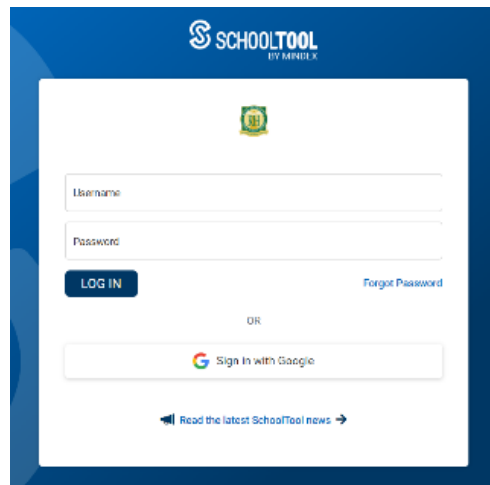 SCHOOLTOOL
BY MINDEX
RH
Username
Password
LOG IN
Forgot Password
OR
Sign in with Google
Read the latest SchoolTool news →